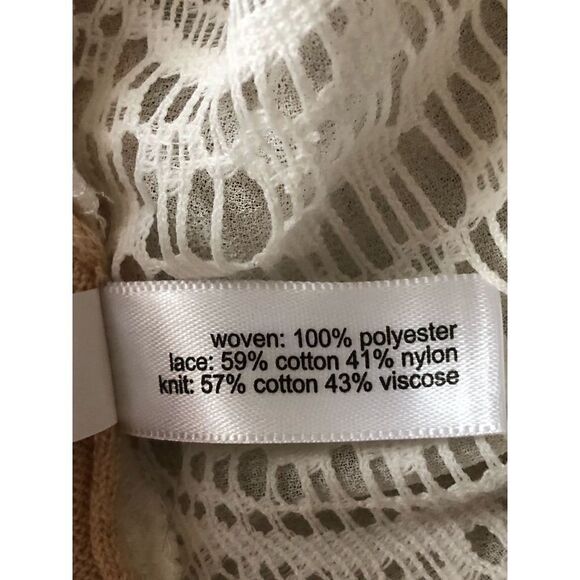 woven: 100% polyester
lace: 59% cotton 41% nylon
knit: 57% cotton 43% viscose